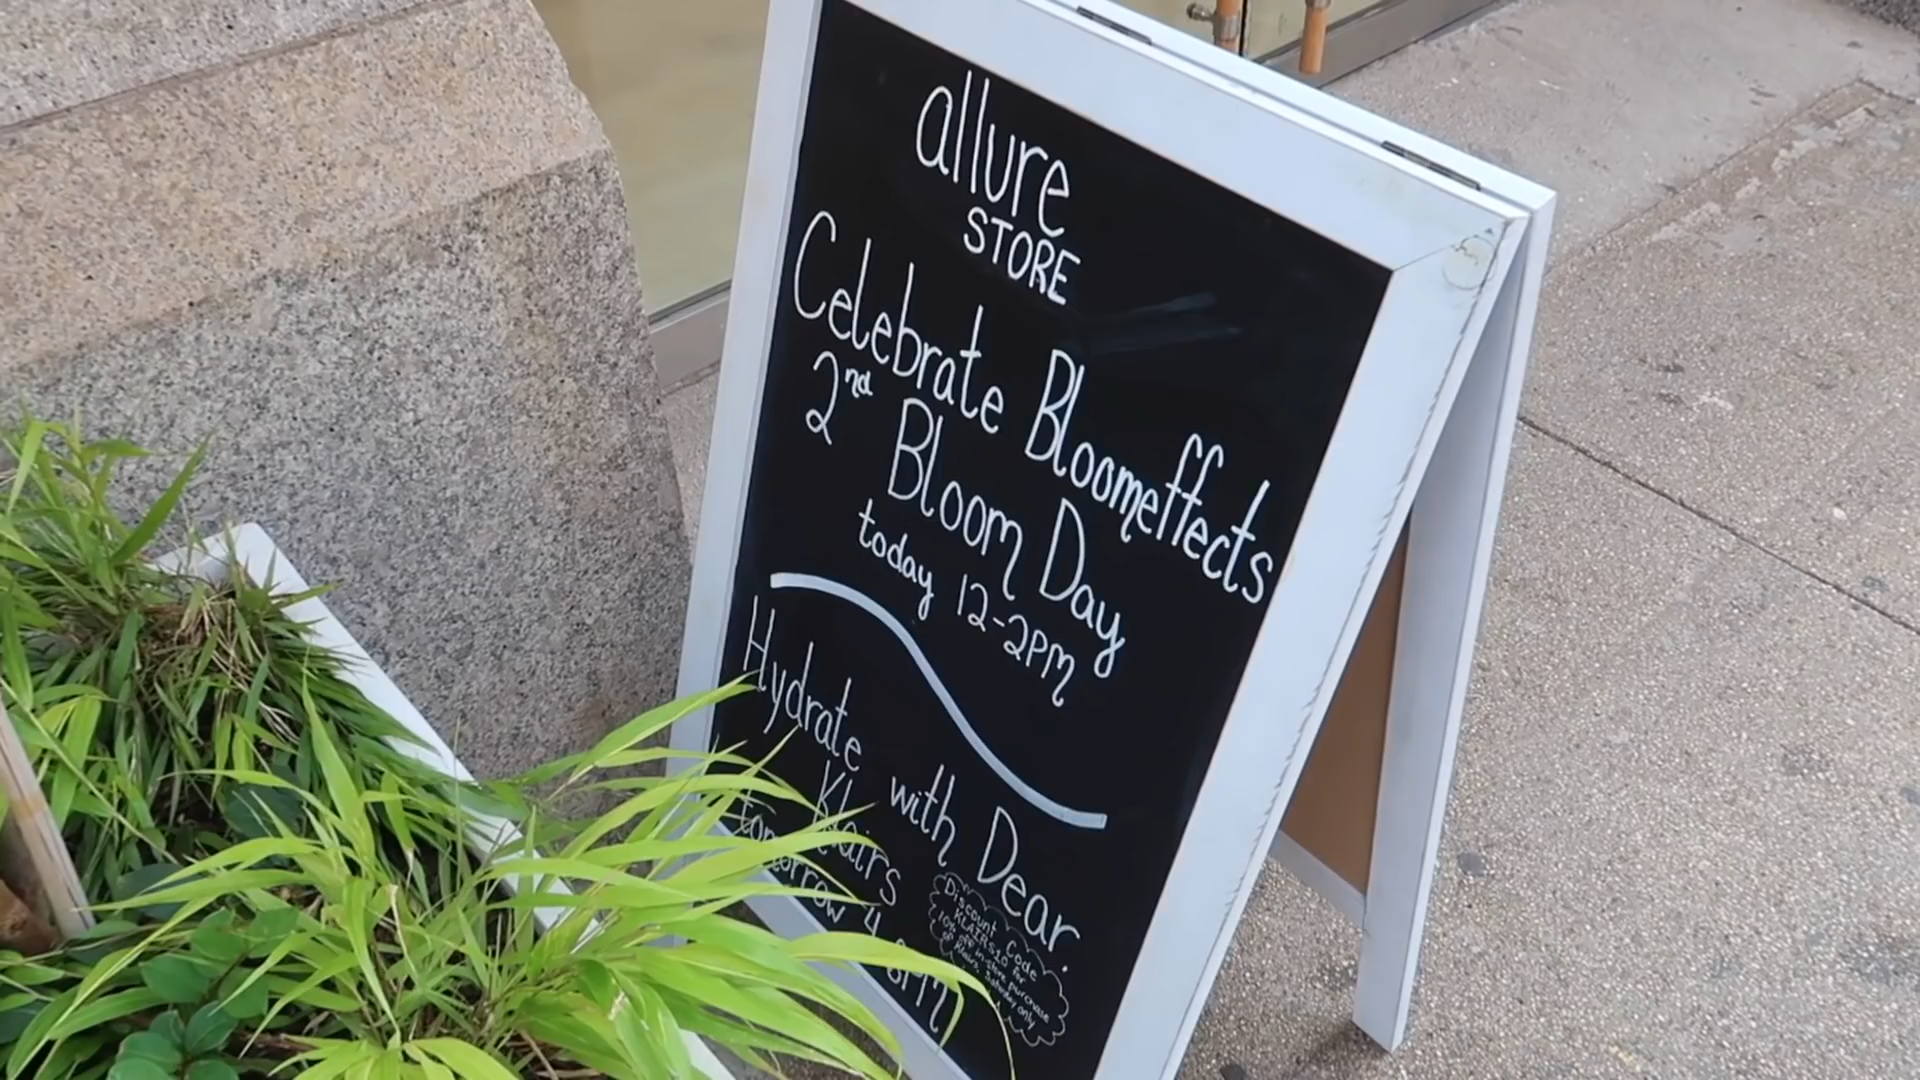 allure
STORE
Celebrate Bloomeffects
2nd Bloom Day
today 12-2PM
Hydrate with Dear.
Klairs
tomorrow 4
Discount Code
KLAIRS10 for
10% off in-store purchase
of Klairs, Saturday only